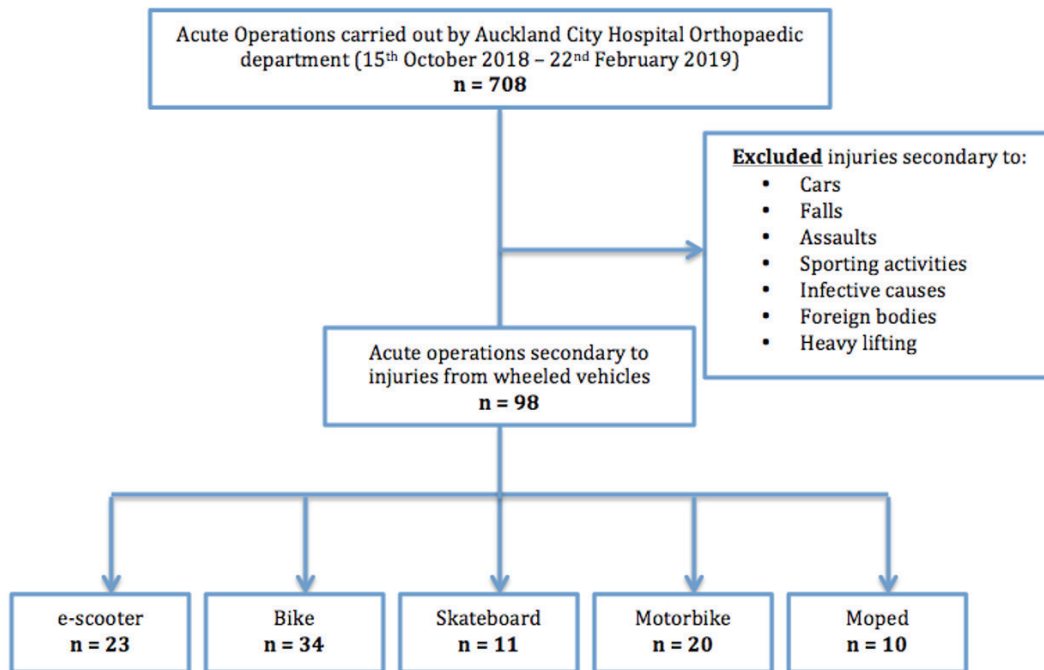 Acute Operations carried out by Auckland City Hospital Orthopaedic
department (15th October 2018 – 22nd February 2019)
n = 708
Excluded injuries secondary to:
• Cars
• Falls
• Assaults
• Sporting activities
• Infective causes
• Foreign bodies
• Heavy lifting
Acute operations secondary to
injuries from wheeled vehicles
n = 98
e-scooter
n = 23
Bike
n = 34
Skateboard
n = 11
Motorbike
n = 20
Moped
n = 10